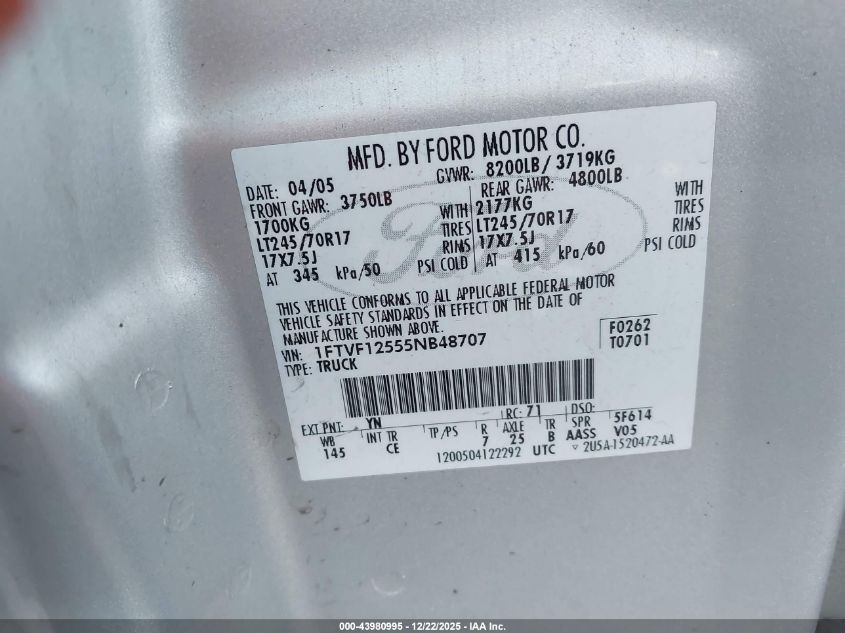 MFD. BY FORD MOTOR CO.
DATE: 04/05 GVWR: 8200LB / 3719KG
FRONT GAWR: 3750LB REAR GAWR: 4800LB
1700KG WITH 2177KG WITH
LT245/70R17 TIRES LT245/70R17 TIRES
17X7.5J RIMS 17X7.5J RIMS
AT 345 kPa/50 PSI COLD AT 415 kPa/60 PSI COLD
Ford
THIS VEHICLE CONFORMS TO ALL APPLICABLE FEDERAL MOTOR
VEHICLE SAFETY STANDARDS IN EFFECT ON THE DATE OF
MANUFACTURE SHOWN ABOVE.
VIN: 1FTVF12555NB48707 F0262
TYPE: TRUCK T0701
EXT PNT: YN RC: 71 DSO:
WB INT TR TP/PS R AXLE TR SPR 5F614
145 CE 7 25 B AASS V05
1200504122292 UTC ▽ 2U5A-1520472-AA
000-43980995 - 12/22/2025 - IAA Inc.